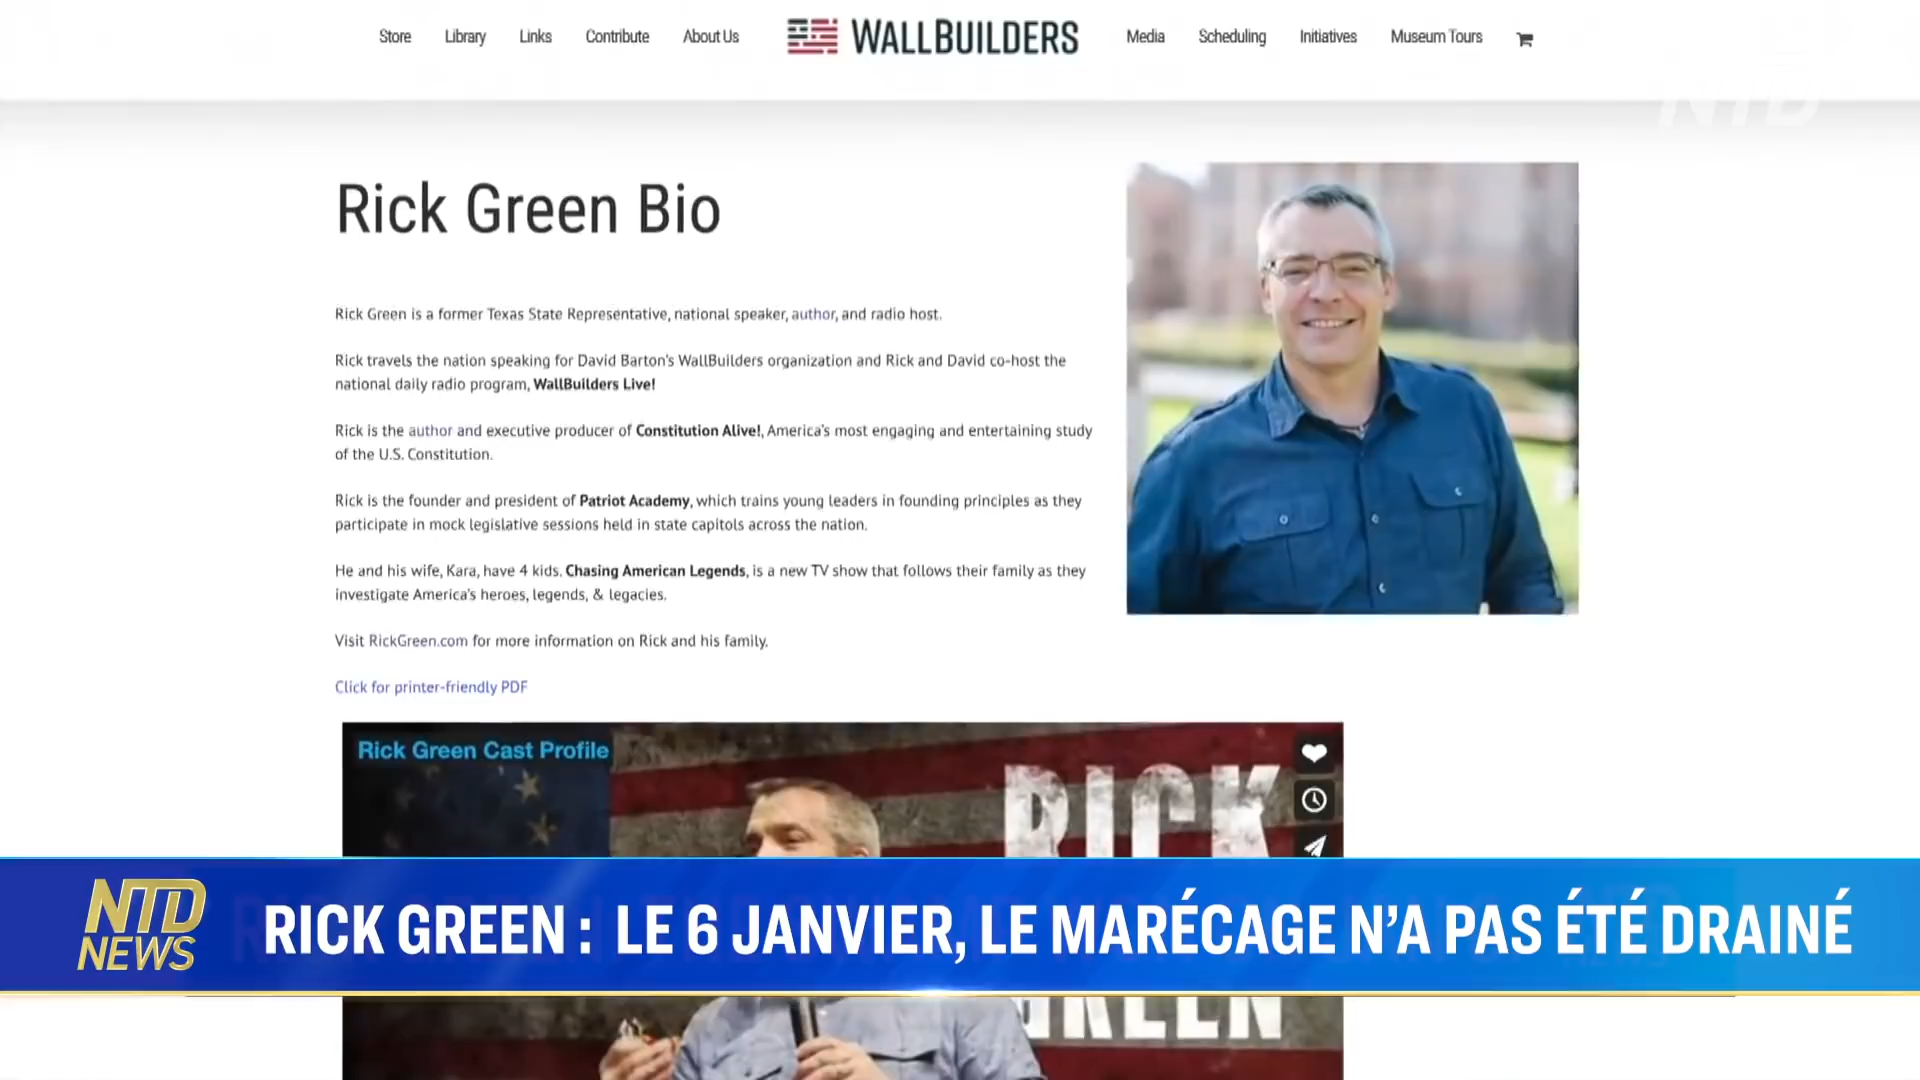 Store Library Links Contribute About Us WALLBUILDERS Media Scheduling Initiatives Museum Tours
NTD
Rick Green Bio
Rick Green is a former Texas State Representative, national speaker, author, and radio host.
Rick travels the nation speaking for David Barton's WallBuilders organization and Rick and David co-host the
national daily radio program, WallBuilders Live!
Rick is the author and executive producer of Constitution Alive!, America's most engaging and entertaining study
of the U.S. Constitution.
Rick is the founder and president of Patriot Academy, which trains young leaders in founding principles as they
participate in mock legislative sessions held in state capitols across the nation.
He and his wife, Kara, have 4 kids. Chasing American Legends, is a new TV show that follows their family as they
investigate America's heroes, legends, & legacies.
Visit RickGreen.com for more information on Rick and his family.
Click for printer-friendly PDF
Rick Green Cast Profile
RICK
NTD
NEWS
RICK GREEN : LE 6 JANVIER, LE MARÉCAGE N'A PAS ÉTÉ DRAINÉ
GREEN